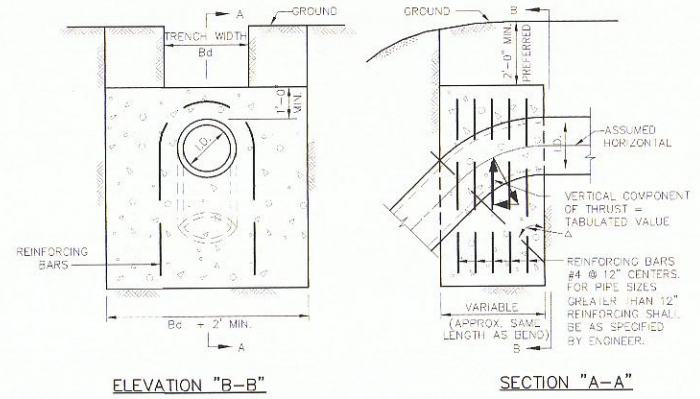 A
GROUND
TRENCH WIDTH
Bd
1'-0"
MIN.
I.D.
REINFORCING
BARS
Bd + 2' MIN.
A
ELEVATION "B-B"
B
GROUND
2'-0" MIN.
PREFERRED
I.D.
ASSUMED
HORIZONTAL
VERTICAL COMPONENT
OF THRUST =
TABULATED VALUE
Δ
REINFORCING BARS
#4 @ 12" CENTERS.
FOR PIPE SIZES
GREATER THAN 12"
REINFORCING SHALL
BE AS SPECIFIED
BY ENGINEER.
VARIABLE
(APPROX. SAME
LENGTH AS BEND)
B
SECTION "A-A"